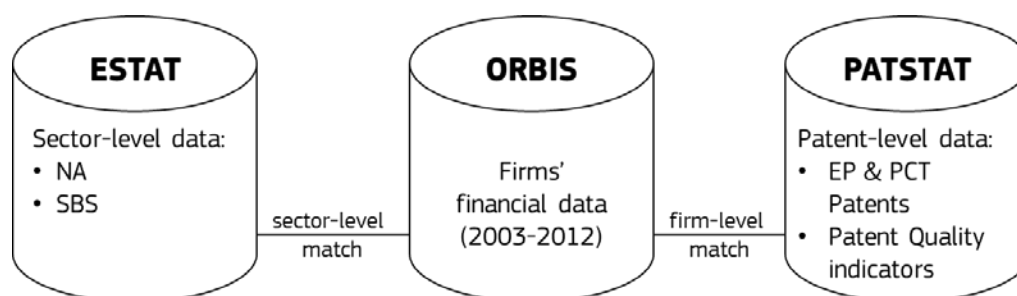 ESTAT
Sector-level data:
• NA
• SBS
sector-level
match
ORBIS
Firms'
financial data
(2003-2012)
firm-level
match
PATSTAT
Patent-level data:
• EP & PCT
Patents
• Patent Quality
indicators